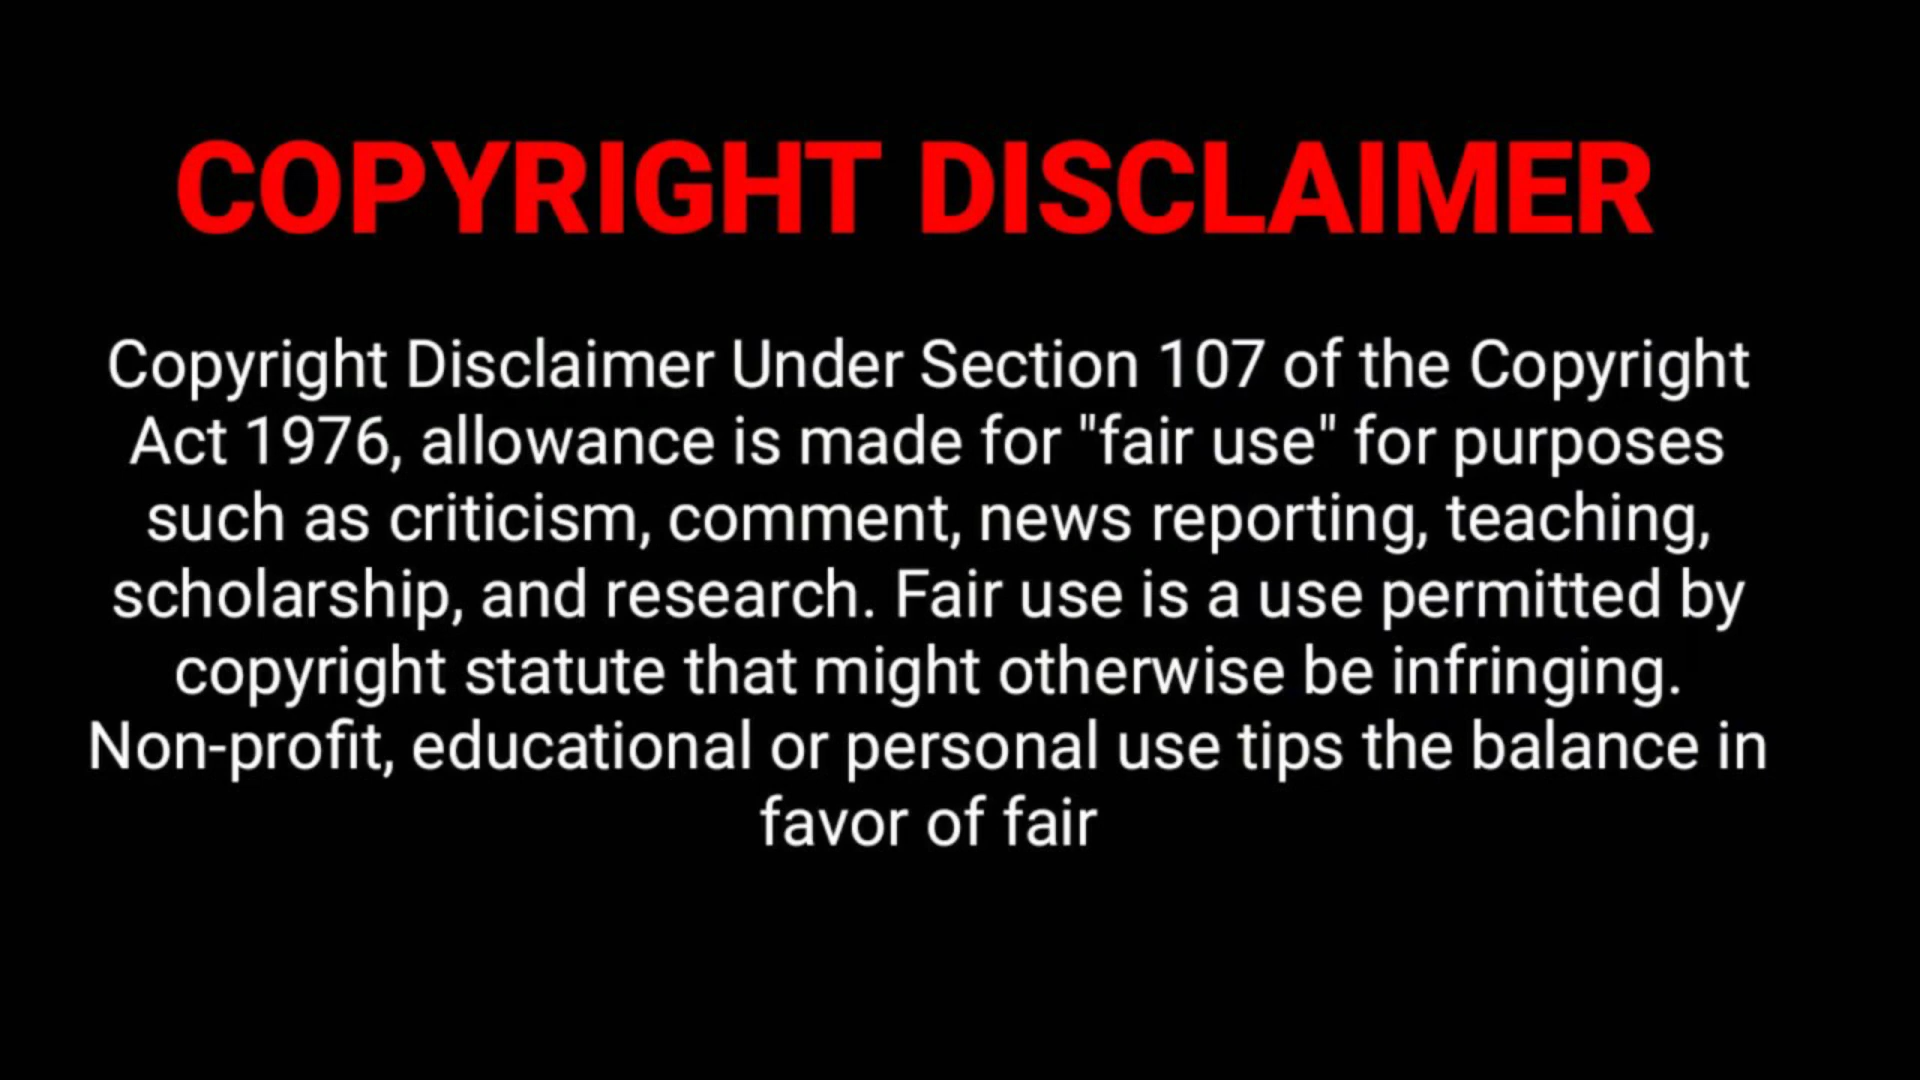 COPYRIGHT DISCLAIMER
Copyright Disclaimer Under Section 107 of the Copyright
Act 1976, allowance is made for "fair use" for purposes
such as criticism, comment, news reporting, teaching,
scholarship, and research. Fair use is a use permitted by
copyright statute that might otherwise be infringing.
Non-profit, educational or personal use tips the balance in
favor of fair